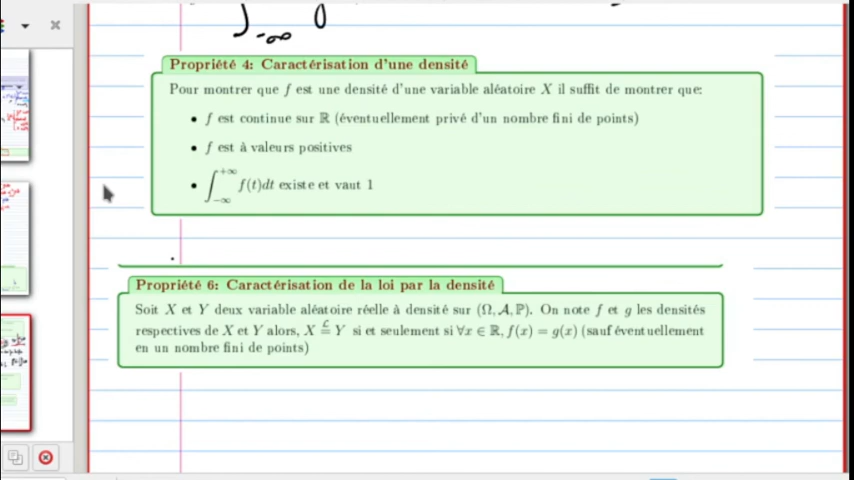 ∫_{-∞}
Propriété 4: Caractérisation d'une densité
Pour montrer que f est une densité d'une variable aléatoire X il suffit de montrer que:
• f est continue sur ℝ (éventuellement privé d'un nombre fini de points)
• f est à valeurs positives
• ∫_{-∞}^{+∞} f(t)dt existe et vaut 1
Propriété 6: Caractérisation de la loi par la densité
Soit X et Y deux variable aléatoire réelle à densité sur (Ω, 𝒜, ℙ). On note f et g les densités
respectives de X et Y alors, X =^ℒ Y si et seulement si ∀x ∈ ℝ, f(x) = g(x) (sauf éventuellement
en un nombre fini de points)